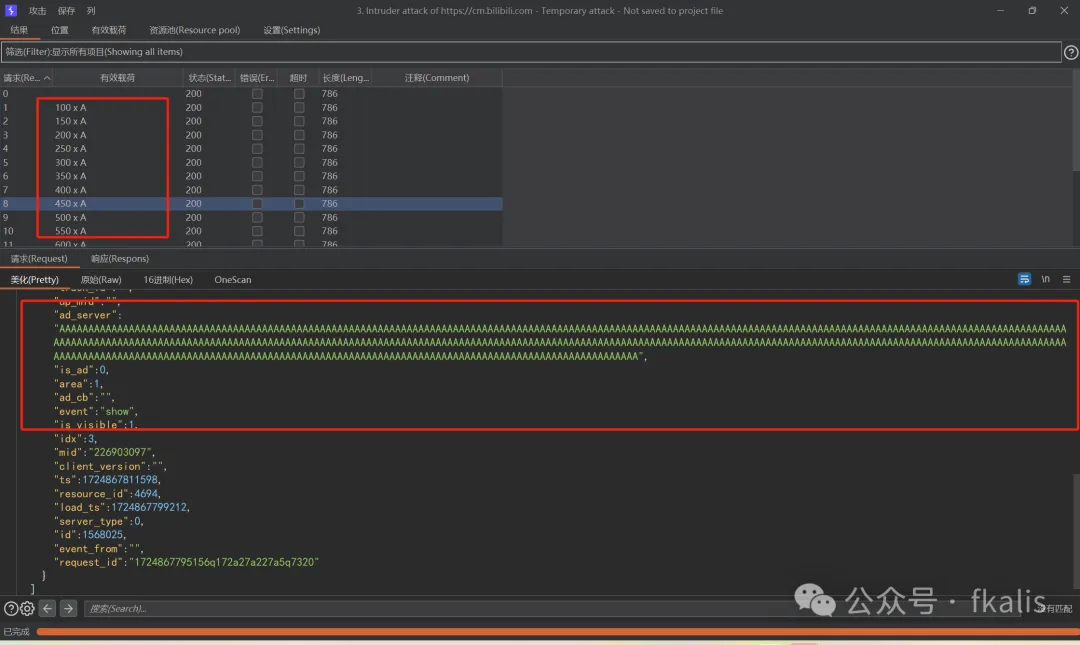 攻击 保存 列 3. Intruder attack of https://cm.bilibili.com - Temporary attack - Not saved to project file
结果 位置 有效载荷 资源池(Resource pool) 设置(Settings)
筛选(Filter):显示所有项目(Showing all items)
请求(Re... 有效载荷 状态(Stat... 错误(Er... 超时 长度(Leng... 注释(Comment)
0 200 786
1 100 x A 200 786
2 150 x A 200 786
3 200 x A 200 786
4 250 x A 200 786
5 300 x A 200 786
6 350 x A 200 786
7 400 x A 200 786
8 450 x A 200 786
9 500 x A 200 786
10 550 x A 200 786
11 600 x A 200 786
请求(Request) 响应(Respons)
美化(Pretty) 原始(Raw) 16进制(Hex) OneScan \n
"up_mid":"",
"ad_server":
"is_ad":0,
"area":1,
"ad_cb":"",
"event":"show",
"is_visible":1,
"idx":3,
"mid":"226903097",
"client_version":"",
"ts":1724867811598,
"resource_id":4694,
"load_ts":1724867799212,
"server_type":0,
"id":1568025,
"event_from":"",
"request_id":"1724867795156q172a27a227a5q7320"
}
]
搜索(Search)... 没有匹配
公众号 · fkalis
已完成